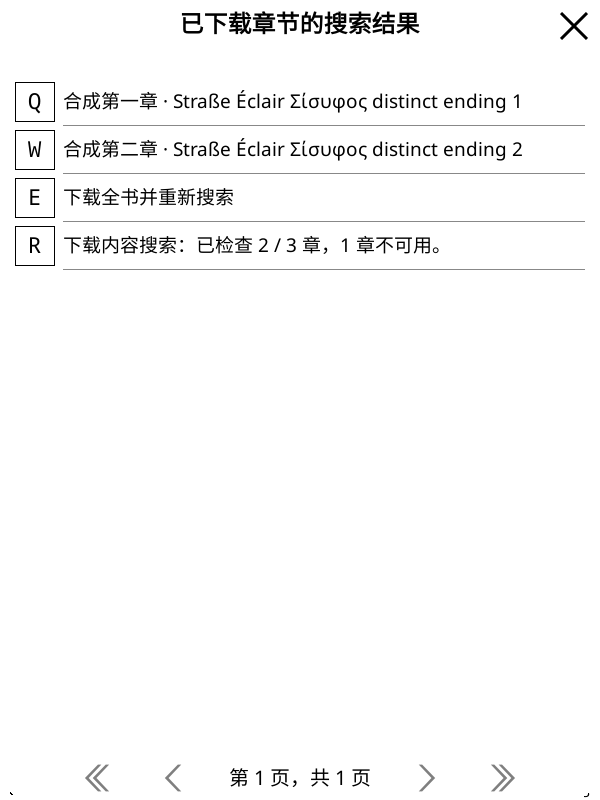 已下载章节的搜索结果
Q 合成第一章 · Straße Éclair Σίσυφος distinct ending 1
W 合成第二章 · Straße Éclair Σίσυφος distinct ending 2
E 下载全书并重新搜索
R 下载内容搜索：已检查 2 / 3 章，1 章不可用。
第 1 页，共 1 页